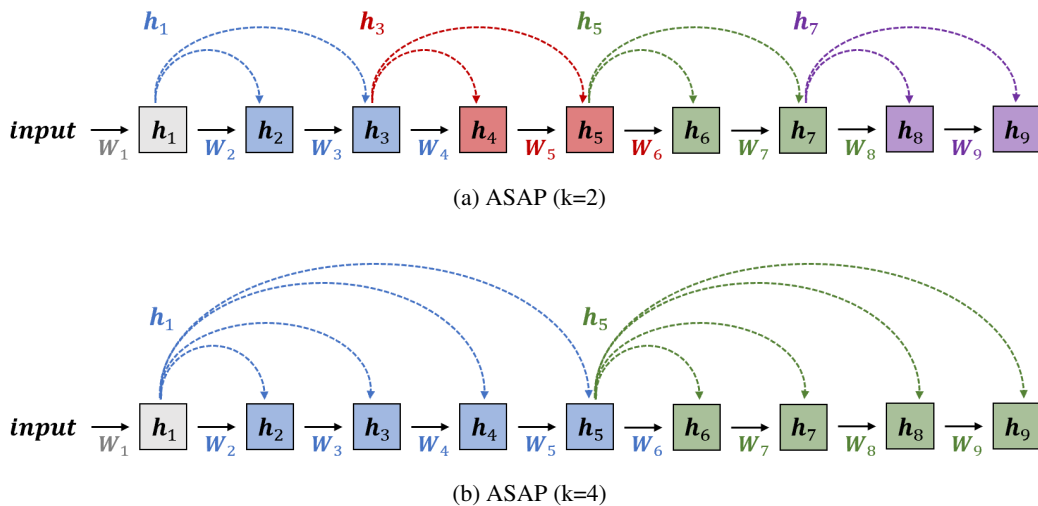 h₁ h₃ h₅ h₇
input h₁ h₂ h₃ h₄ h₅ h₆ h₇ h₈ h₉
W₁ W₂ W₃ W₄ W₅ W₆ W₇ W₈ W₉
(a) ASAP (k=2)
h₁ h₅
input h₁ h₂ h₃ h₄ h₅ h₆ h₇ h₈ h₉
W₁ W₂ W₃ W₄ W₅ W₆ W₇ W₈ W₉
(b) ASAP (k=4)